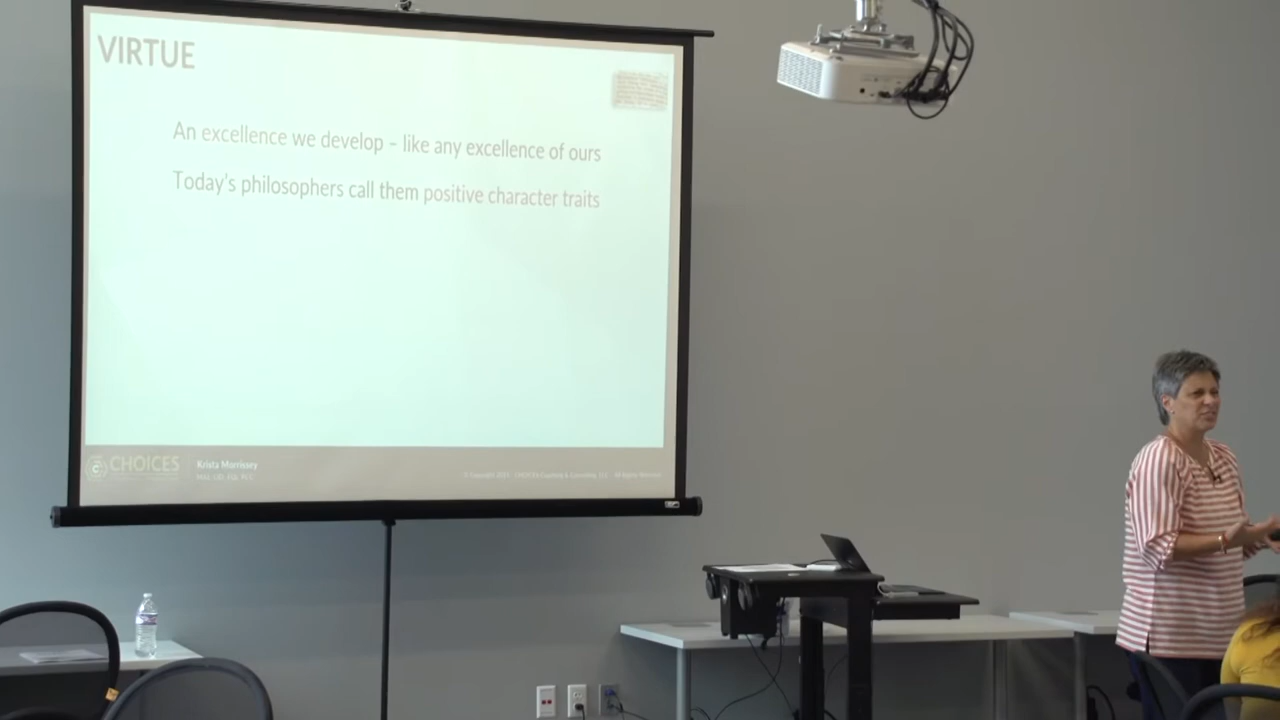 VIRTUE
An excellence we develop – like any excellence of ours
Today's philosophers call them positive character traits
CHOICES
Krista Morrissey